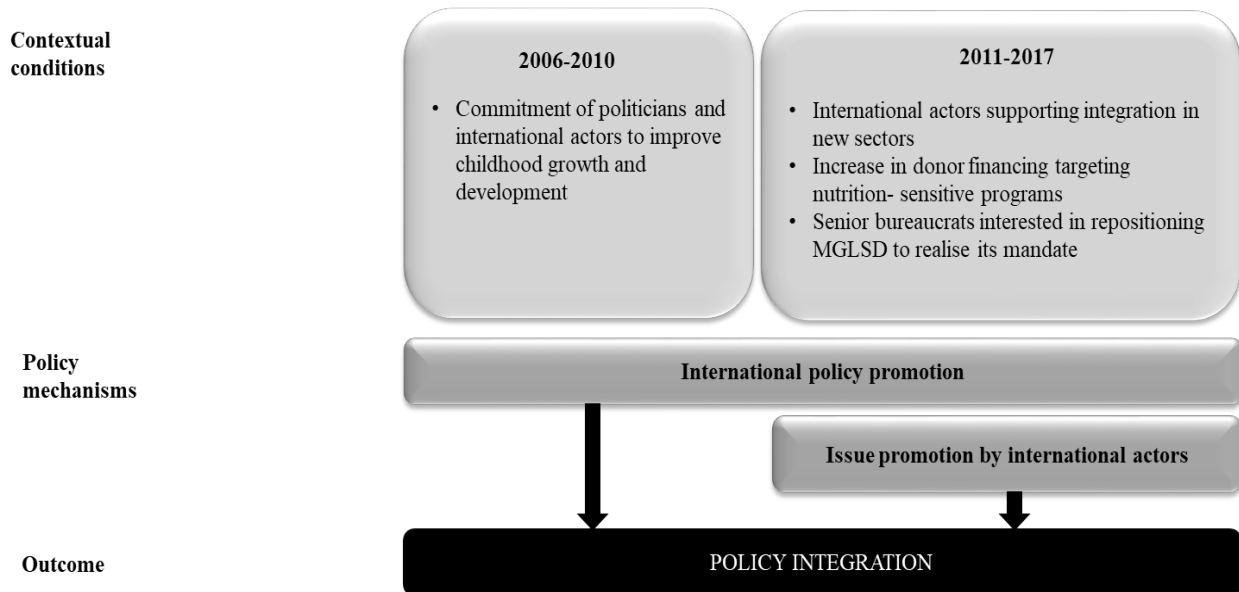 Contextual
conditions
2006-2010
• Commitment of politicians and
international actors to improve
childhood growth and
development
2011-2017
• International actors supporting integration in
new sectors
• Increase in donor financing targeting
nutrition- sensitive programs
• Senior bureaucrats interested in repositioning
MGLSD to realise its mandate
Policy
mechanisms
International policy promotion
Issue promotion by international actors
Outcome
POLICY INTEGRATION